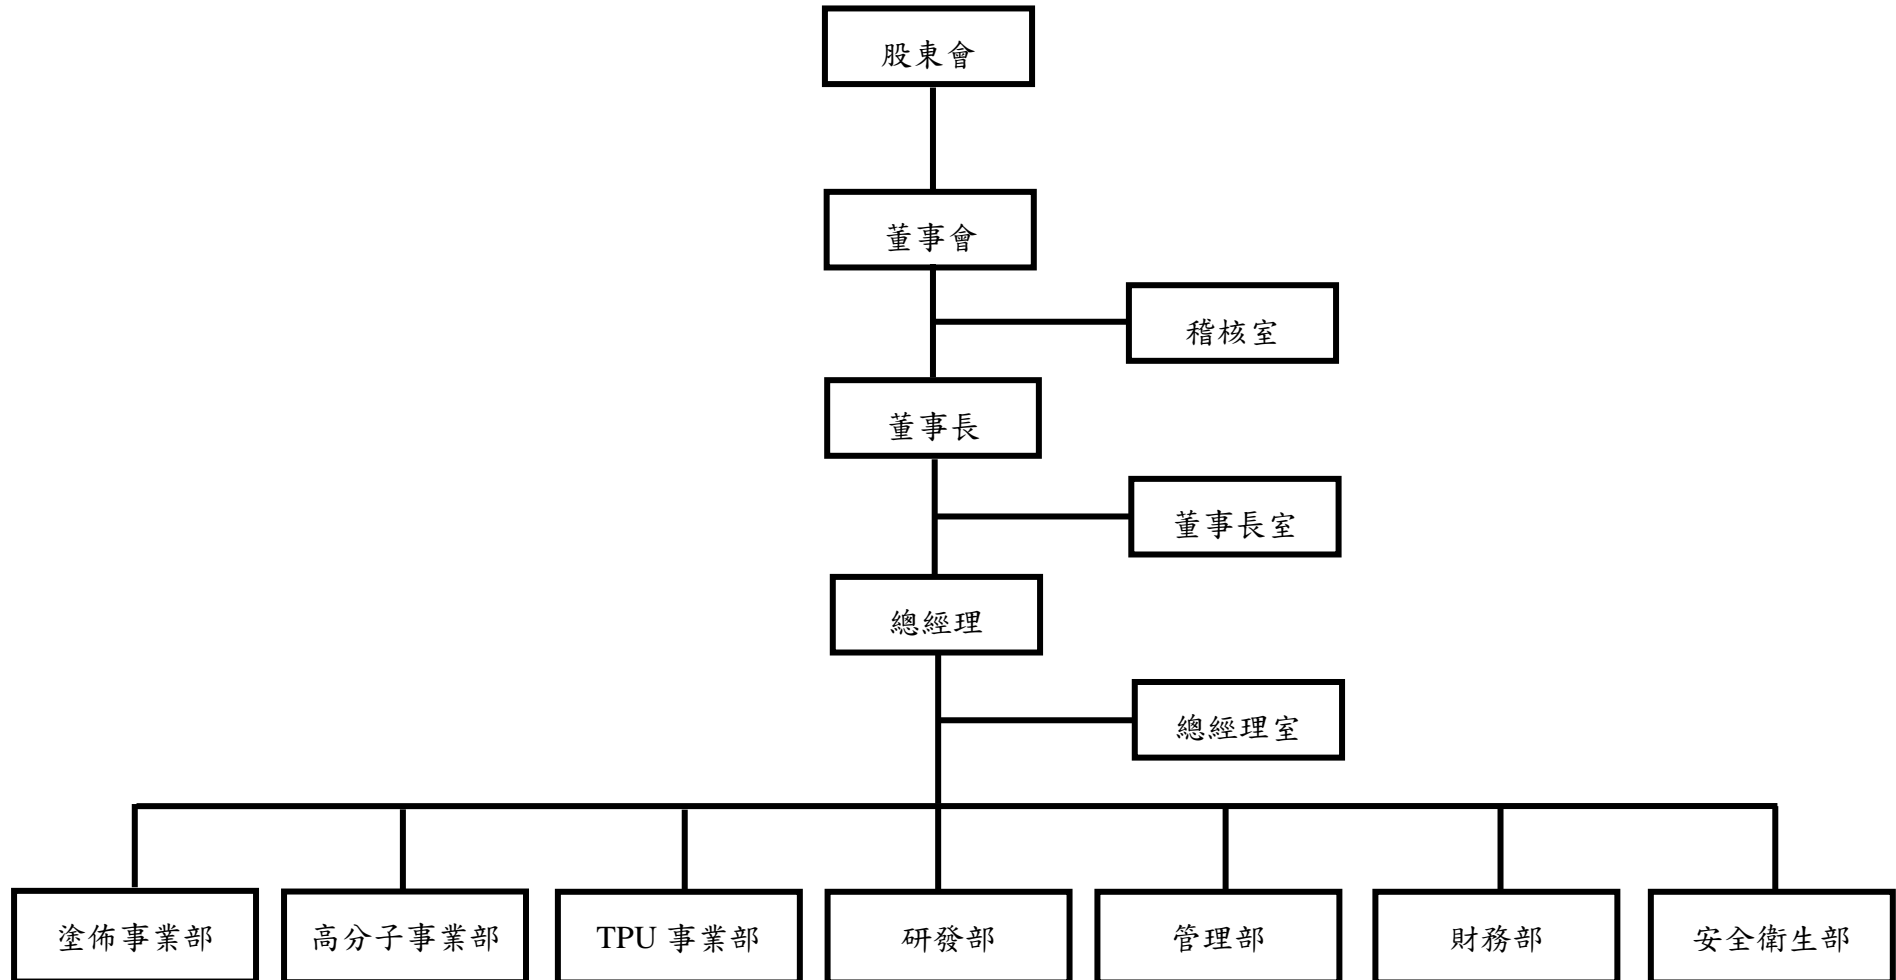 股東會
董事會
稽核室
董事長
董事長室
總經理
總經理室
塗佈事業部
高分子事業部
TPU 事業部
研發部
管理部
財務部
安全衛生部